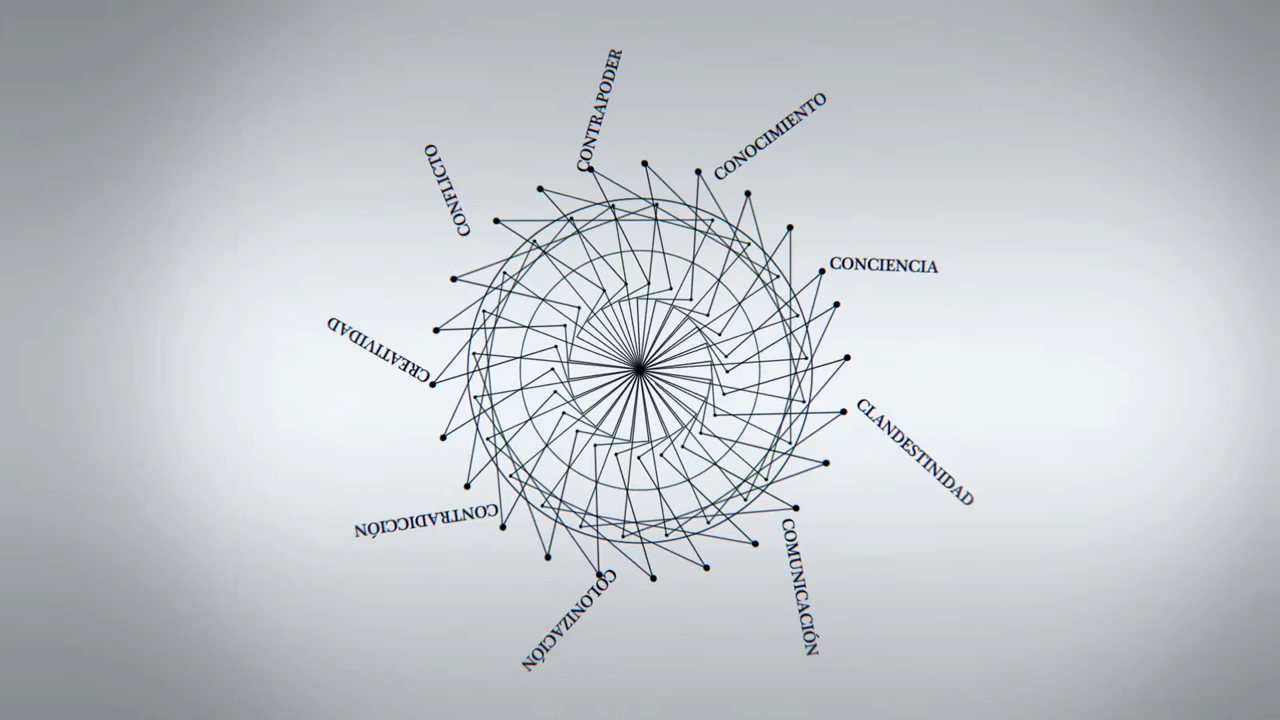 CONTRAPODER
CONOCIMIENTO
CONCIENCIA
CLANDESTINIDAD
COMUNICACIÓN
COLONIZACIÓN
CONTRADICCIÓN
CREATIVIDAD
CONFLICTO